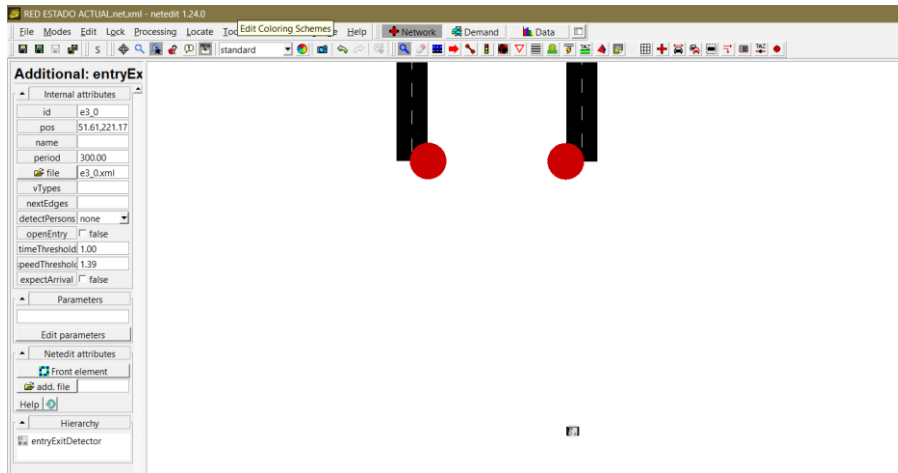 RED ESTADO ACTUAL.net.xml - netedit 1.24.0
File Modes Edit Lock Processing Locate Too Edit Coloring Schemes e Help Network Demand Data
S standard
Additional: entryEx
Internal attributes
id e3_0
pos 51.61,221.17
name
period 300.00
file e3_0.xml
vTypes
nextEdges
detectPersons none
openEntry false
timeThreshold 1.00
peedThreshold 1.39
expectArrival false
Parameters
Edit parameters
Netedit attributes
Front element
add. file
Help
Hierarchy
entryExitDetector